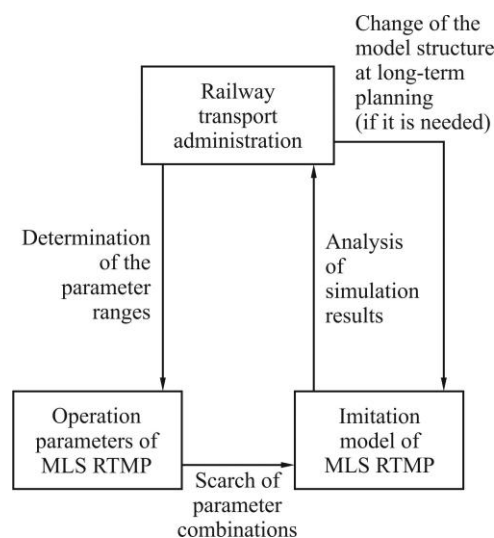 Change of the
model structure
at long-term
planning
(if it is needed)
Railway
transport
administration
Determination
of the
parameter
ranges
Analysis
of
simulation
results
Operation
parameters of
MLS RTMP
Imitation
model of
MLS RTMP
Scarch of
parameter
combinations